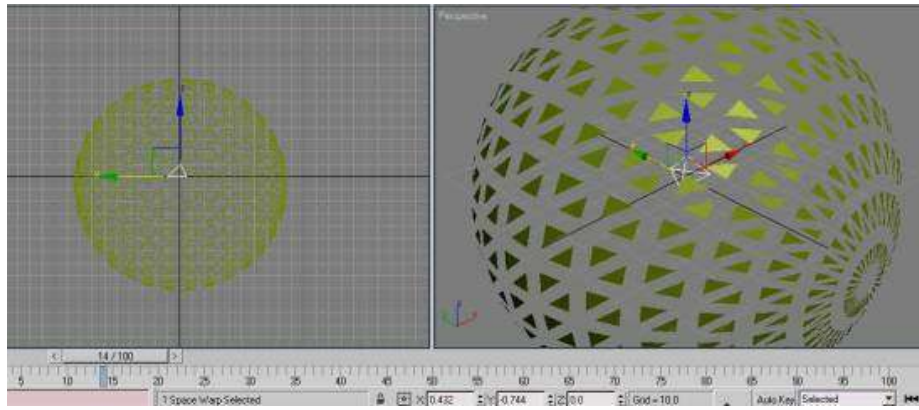 Perspective
14 / 100
5 10 15 20 25 30 35 40 45 50 55 60 65 70 75 80 85 90 95 100
1 Space Warp Selected X: 0.432 Y: -0.744 Z: 0.0 Grid = 10.0 Auto Key Selected